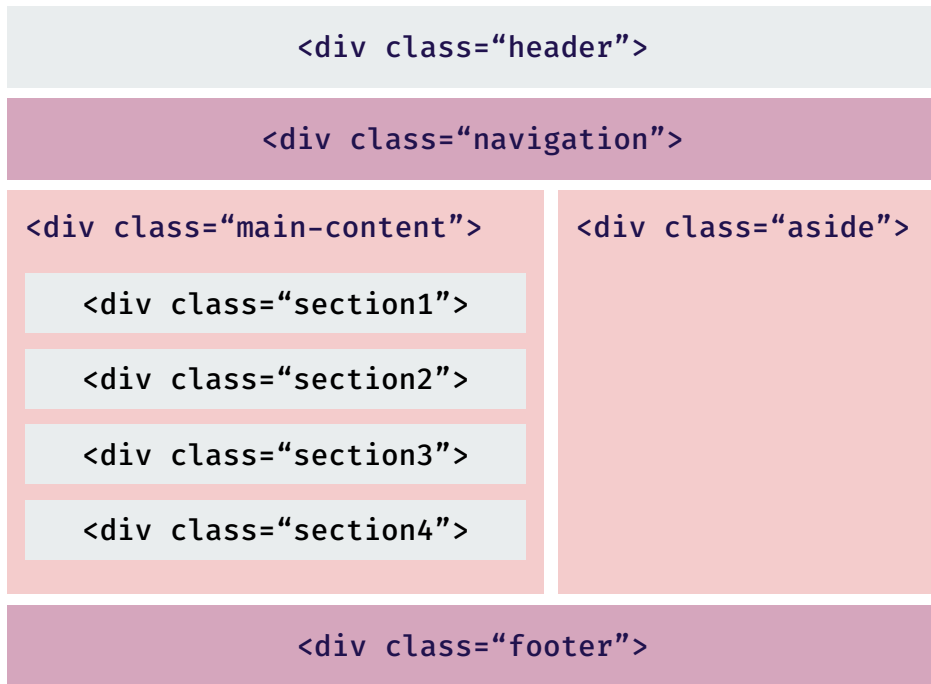 <div class=“header”>
<div class=“navigation”>
<div class=“main-content”>
<div class=“section1”>
<div class=“section2”>
<div class=“section3”>
<div class=“section4”>
<div class=“aside”>
<div class=“footer”>